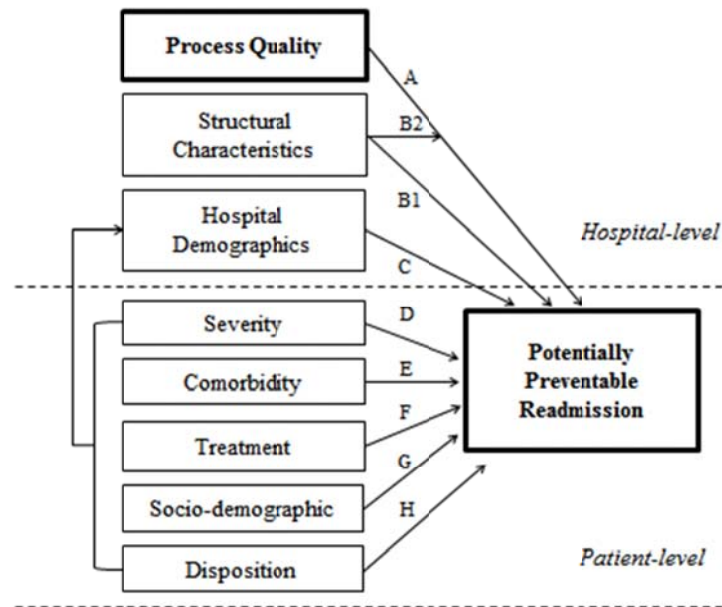 Process Quality
A
Structural
Characteristics
B2
B1
Hospital
Demographics
Hospital-level
C
Severity
D
Potentially
Preventable
Readmission
Comorbidity
E
Treatment
F
Socio-demographic
G
Disposition
H
Patient-level